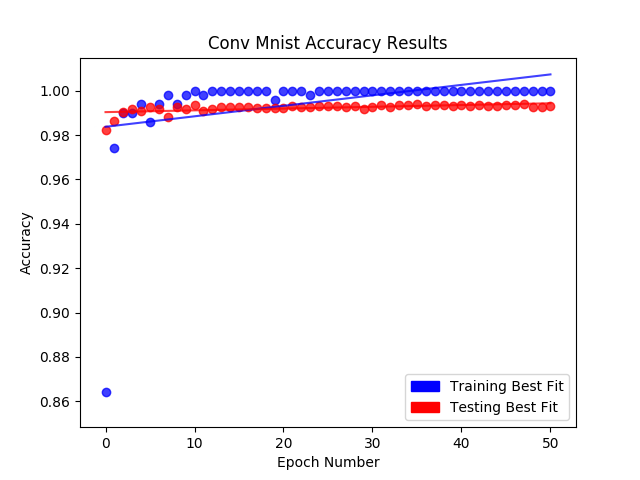 Conv Mnist Accuracy Results
Accuracy
1.00
0.98
0.96
0.94
0.92
0.90
0.88
0.86
0 10 20 30 40 50
Epoch Number
Training Best Fit
Testing Best Fit